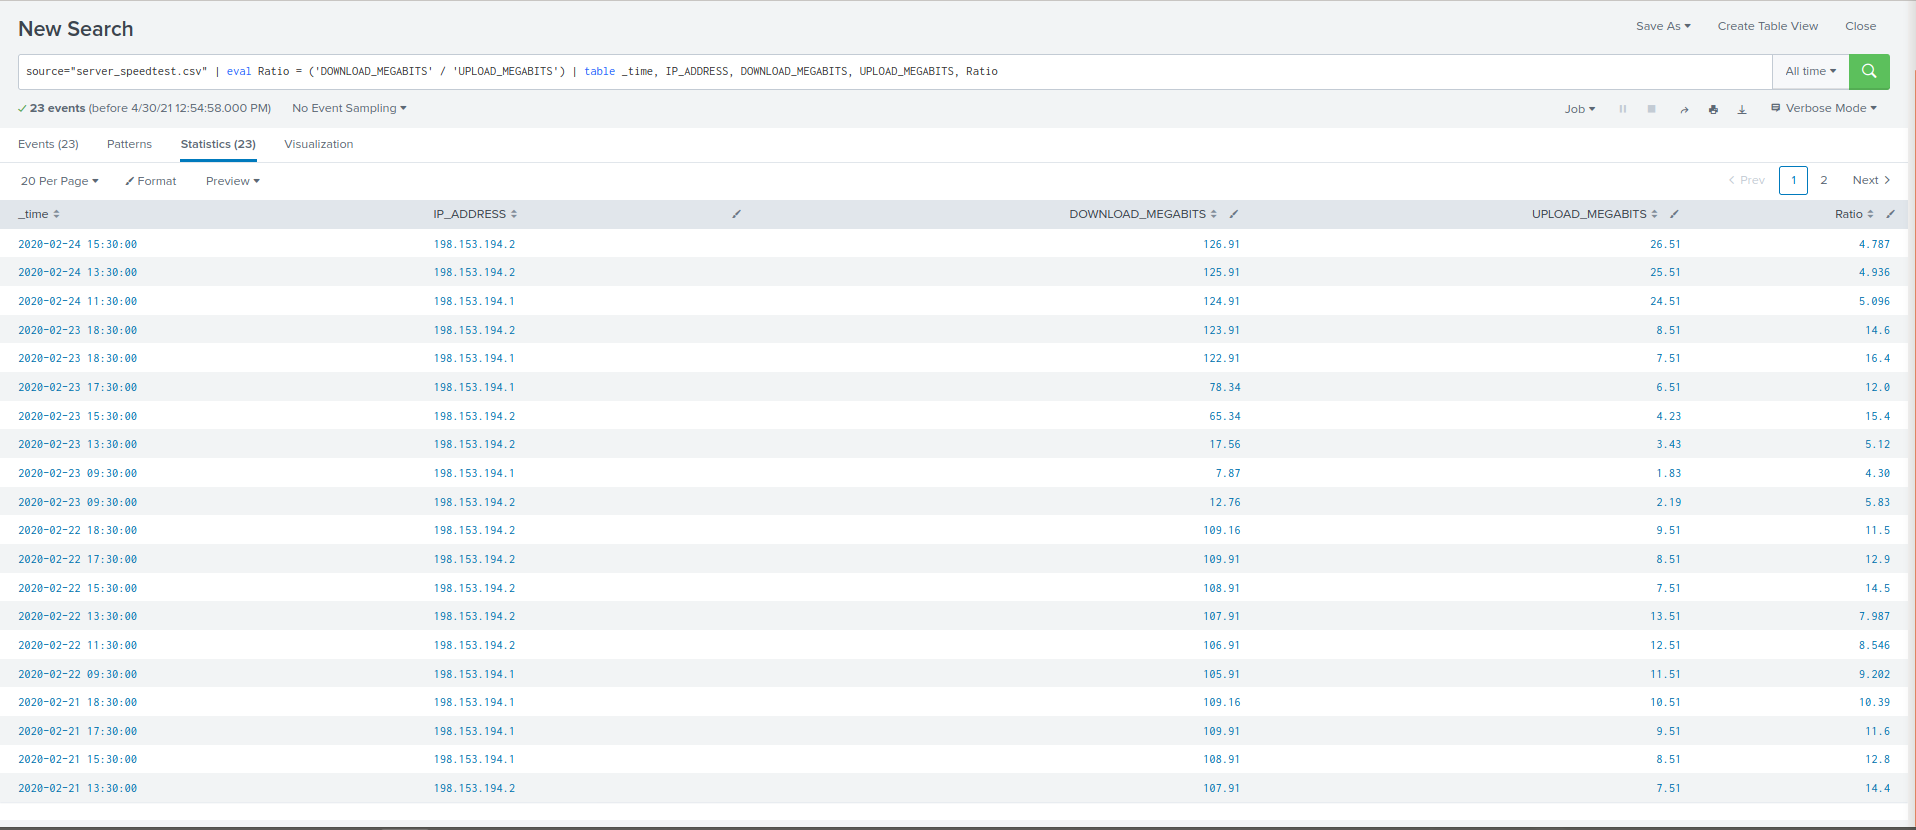 New Search
Save As Create Table View Close
source="server_speedtest.csv" | eval Ratio = ('DOWNLOAD_MEGABITS' / 'UPLOAD_MEGABITS') | table _time, IP_ADDRESS, DOWNLOAD_MEGABITS, UPLOAD_MEGABITS, Ratio All time
23 events (before 4/30/21 12:54:58.000 PM) No Event Sampling Job Verbose Mode
Events (23) Patterns Statistics (23) Visualization
20 Per Page Format Preview < Prev 1 2 Next >
_time IP_ADDRESS DOWNLOAD_MEGABITS UPLOAD_MEGABITS Ratio
2020-02-24 15:30:00 198.153.194.2 126.91 26.51 4.787
2020-02-24 13:30:00 198.153.194.2 125.91 25.51 4.936
2020-02-24 11:30:00 198.153.194.1 124.91 24.51 5.096
2020-02-23 18:30:00 198.153.194.2 123.91 8.51 14.6
2020-02-23 18:30:00 198.153.194.1 122.91 7.51 16.4
2020-02-23 17:30:00 198.153.194.1 78.34 6.51 12.0
2020-02-23 15:30:00 198.153.194.2 65.34 4.23 15.4
2020-02-23 13:30:00 198.153.194.2 17.56 3.43 5.12
2020-02-23 09:30:00 198.153.194.1 7.87 1.83 4.30
2020-02-23 09:30:00 198.153.194.2 12.76 2.19 5.83
2020-02-22 18:30:00 198.153.194.2 109.16 9.51 11.5
2020-02-22 17:30:00 198.153.194.2 109.91 8.51 12.9
2020-02-22 15:30:00 198.153.194.2 108.91 7.51 14.5
2020-02-22 13:30:00 198.153.194.2 107.91 13.51 7.987
2020-02-22 11:30:00 198.153.194.2 106.91 12.51 8.546
2020-02-22 09:30:00 198.153.194.1 105.91 11.51 9.202
2020-02-21 18:30:00 198.153.194.1 109.16 10.51 10.39
2020-02-21 17:30:00 198.153.194.1 109.91 9.51 11.6
2020-02-21 15:30:00 198.153.194.1 108.91 8.51 12.8
2020-02-21 13:30:00 198.153.194.2 107.91 7.51 14.4